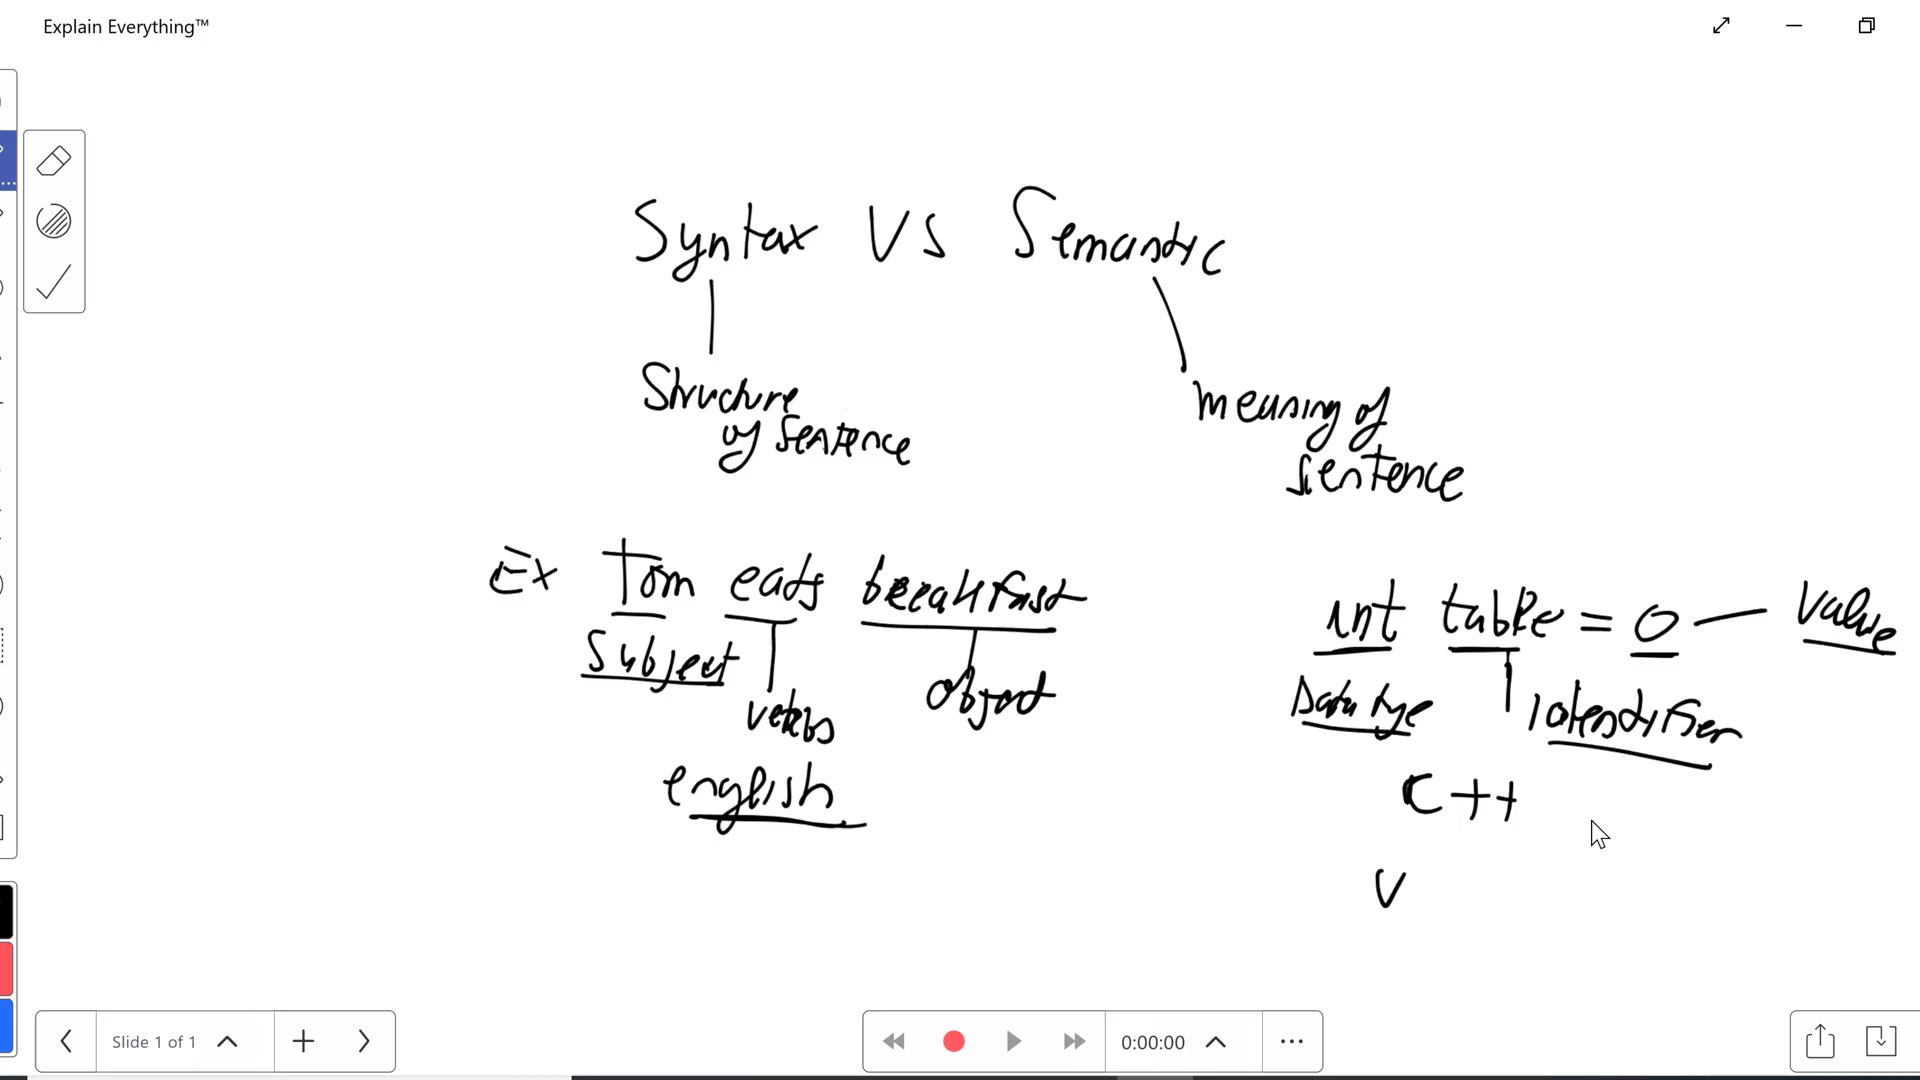 Explain Everything™
Syntax VS Semantic
Structure
of sentence
meaning of
sentence
Ex Tom eats breakfast
int table = 0 — Value
Subject
verbs
object
Data type
identifier
english
C++
V
Slide 1 of 1
0:00:00